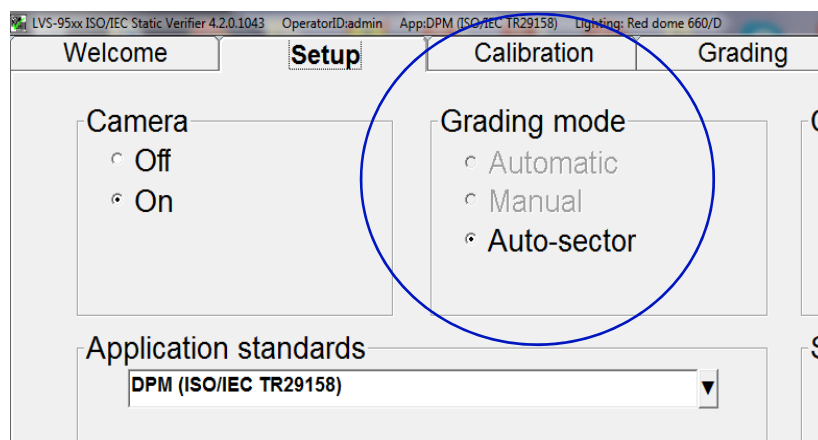 LVS-95xx ISO/IEC Static Verifier 4.2.0.1043 OperatorID:admin App:DPM (ISO/IEC TR29158) Lighting: Red dome 660/D
Welcome Setup Calibration Grading
Camera Grading mode
Off Automatic
On Manual
Auto-sector
Application standards
DPM (ISO/IEC TR29158)